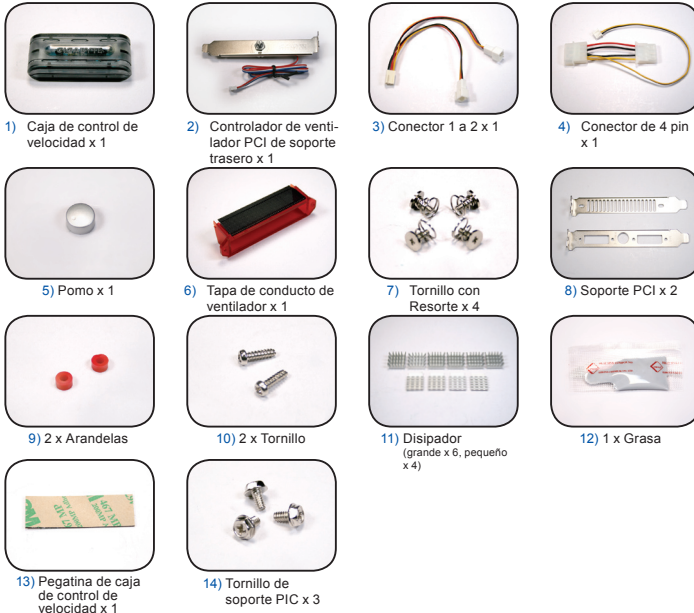 1) Caja de control de
velocidad x 1
2) Controlador de venti-
lador PCI de soporte
trasero x 1
3) Conector 1 a 2 x 1
4) Conector de 4 pin
x 1
5) Pomo x 1
6) Tapa de conducto de
ventilador x 1
7) Tornillo con
Resorte x 4
8) Soporte PCI x 2
9) 2 x Arandelas
10) 2 x Tornillo
11) Disipador
(grande x 6, pequeño
x 4)
12) 1 x Grasa
13) Pegatina de caja
de control de
velocidad x 1
14) Tornillo de
soporte PIC x 3